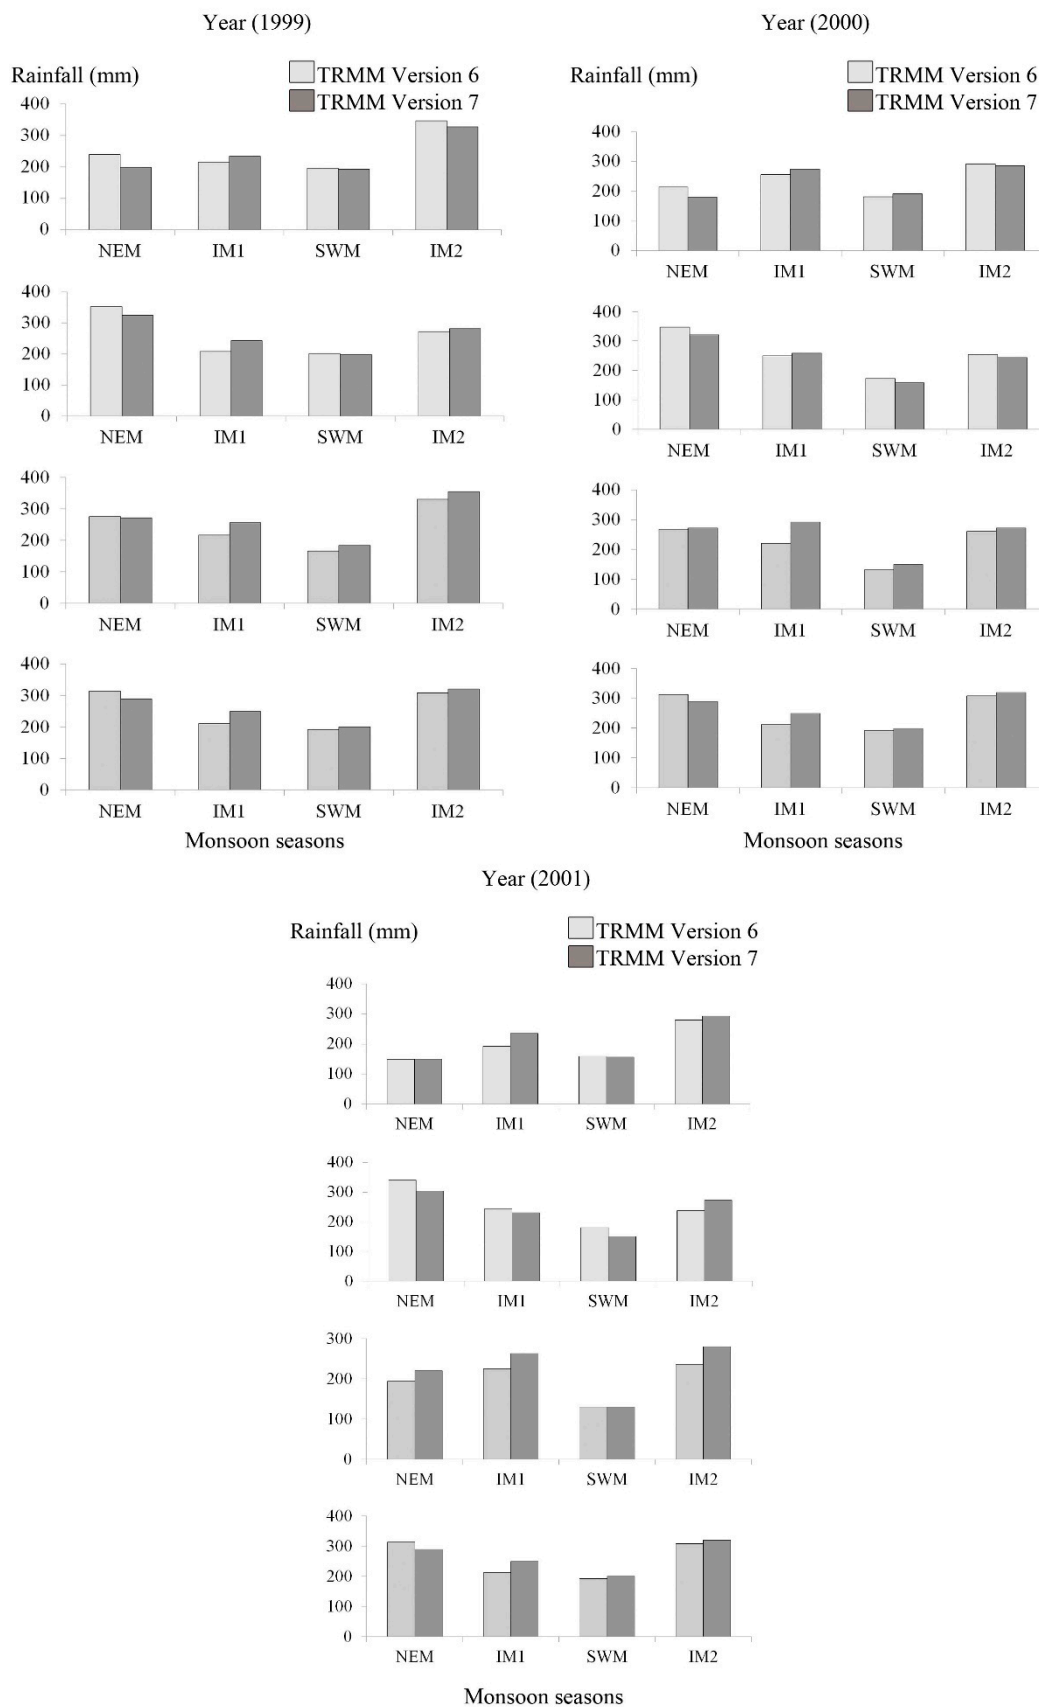 Year (1999)
Rainfall (mm)
TRMM Version 6
TRMM Version 7
400
300
200
100
0
NEM IM1 SWM IM2
400
300
200
100
0
NEM IM1 SWM IM2
400
300
200
100
0
NEM IM1 SWM IM2
400
300
200
100
0
NEM IM1 SWM IM2
Monsoon seasons
Year (2000)
Rainfall (mm)
TRMM Version 6
TRMM Version 7
400
300
200
100
0
NEM IM1 SWM IM2
400
300
200
100
0
NEM IM1 SWM IM2
400
300
200
100
0
NEM IM1 SWM IM2
400
300
200
100
0
NEM IM1 SWM IM2
Monsoon seasons
Year (2001)
Rainfall (mm)
TRMM Version 6
TRMM Version 7
400
300
200
100
0
NEM IM1 SWM IM2
400
300
200
100
0
NEM IM1 SWM IM2
300
200
100
0
NEM IM1 SWM IM2
400
300
200
100
0
NEM IM1 SWM IM2
Monsoon seasons